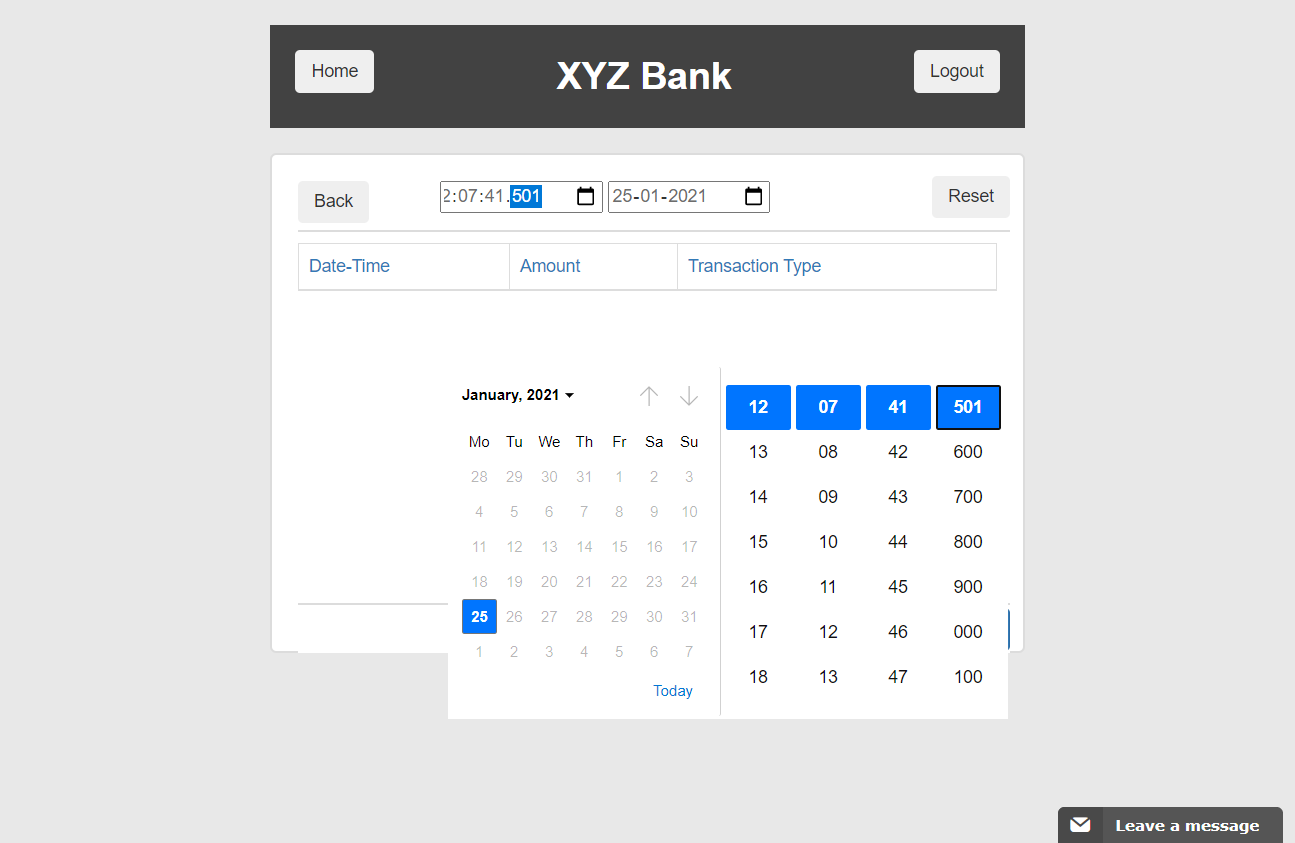 Home XYZ Bank Logout
Back 2:07:41.501 25-01-2021 Reset
Date-Time Amount Transaction Type
January, 2021
Mo Tu We Th Fr Sa Su
28 29 30 31 1 2 3
4 5 6 7 8 9 10
11 12 13 14 15 16 17
18 19 20 21 22 23 24
25 26 27 28 29 30 31
1 2 3 4 5 6 7
Today
12 07 41 501
13 08 42 600
14 09 43 700
15 10 44 800
16 11 45 900
17 12 46 000
18 13 47 100
Leave a message